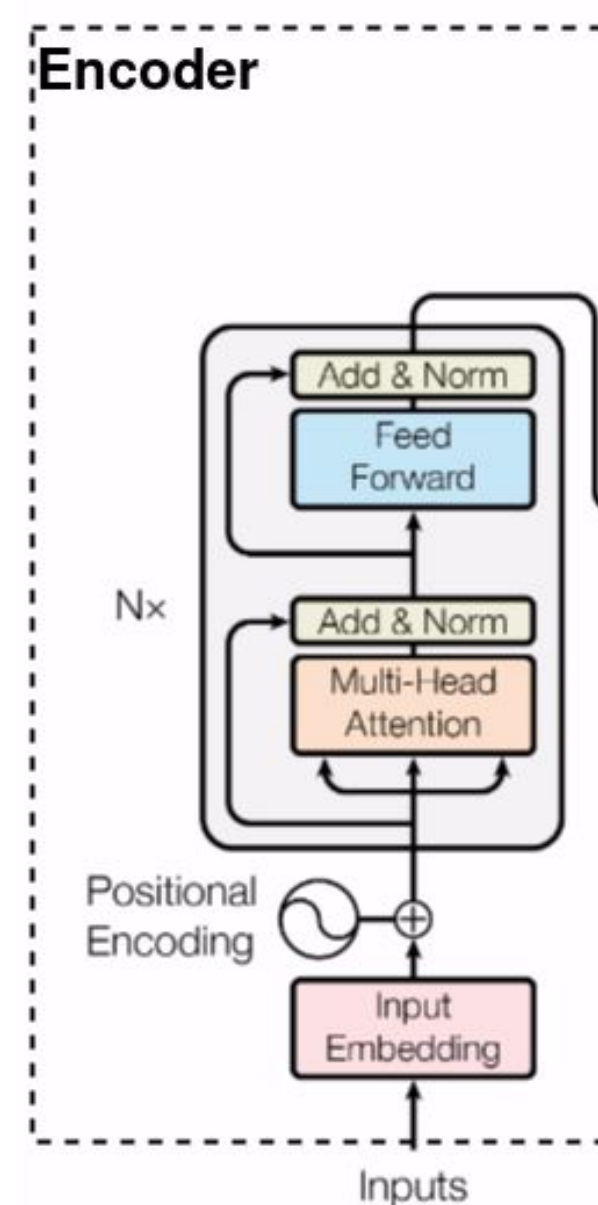 Encoder
Add & Norm
Feed
Forward
Nx
Add & Norm
Multi-Head
Attention
Positional
Encoding
Input
Embedding
Inputs